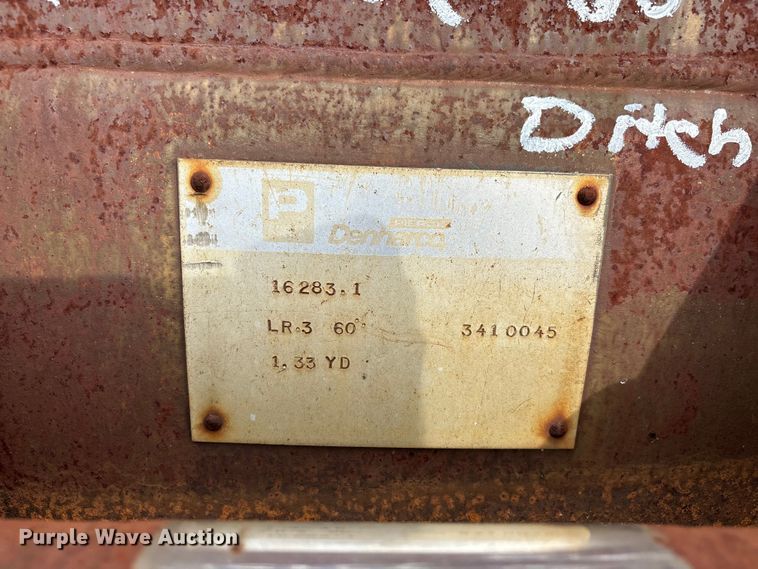 Ditch
P
Denharco
16283.1
LR.3 60° 3410045
1.33 YD
Purple Wave Auction